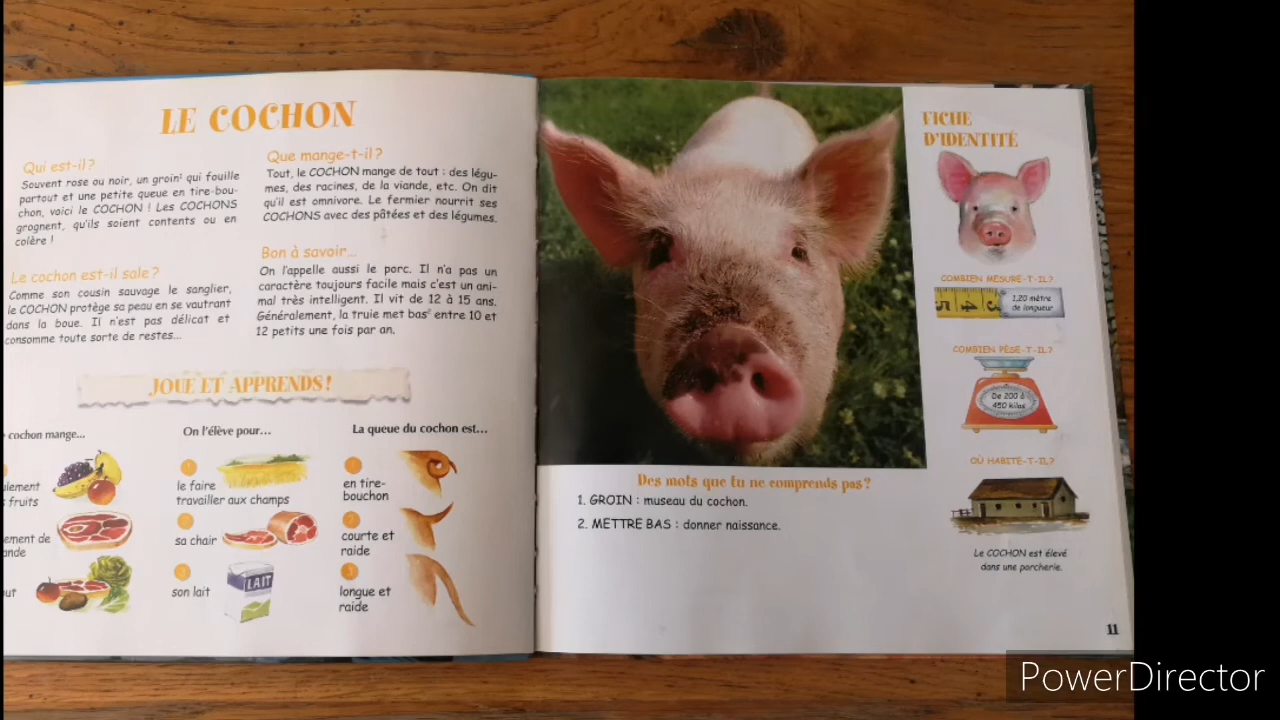 LE COCHON
Qui est-il ?
Souvent rose ou noir, un groin¹ qui fouille
partout et une petite queue en tire-bou-
chon, voici le COCHON ! Les COCHONS
grognent, qu'ils soient contents ou en
colère !
Le cochon est-il sale ?
Comme son cousin sauvage le sanglier,
le COCHON protège sa peau en se vautrant
dans la boue. Il n'est pas délicat et
consomme toute sorte de restes...
Que mange-t-il ?
Tout, le COCHON mange de tout : des légu-
mes, des racines, de la viande, etc. On dit
qu'il est omnivore. Le fermier nourrit ses
COCHONS avec des pâtées et des légumes.
Bon à savoir...
On l'appelle aussi le porc. Il n'a pas un
caractère toujours facile mais c'est un ani-
mal très intelligent. Il vit de 12 à 15 ans.
Généralement, la truie met bas² entre 10 et
12 petits une fois par an.
JOUE ET APPRENDS !
cochon mange...
fruits
On l'élève pour...
le faire
travailler aux champs
sa chair
son lait
LAIT
La queue du cochon est...
en tire-
bouchon
courte et
raide
longue et
raide
Des mots que tu ne comprends pas ?
1. GROIN : museau du cochon.
2. METTRE BAS : donner naissance.
FICHE
D'IDENTITÉ
COMBIEN MESURE-T-IL ?
1,20 mètre
de longueur
COMBIEN PÈSE-T-IL ?
De 200 à
450 kilos
OÙ HABITE-T-IL ?
Le COCHON est élevé
dans une porcherie.
11
PowerDirector